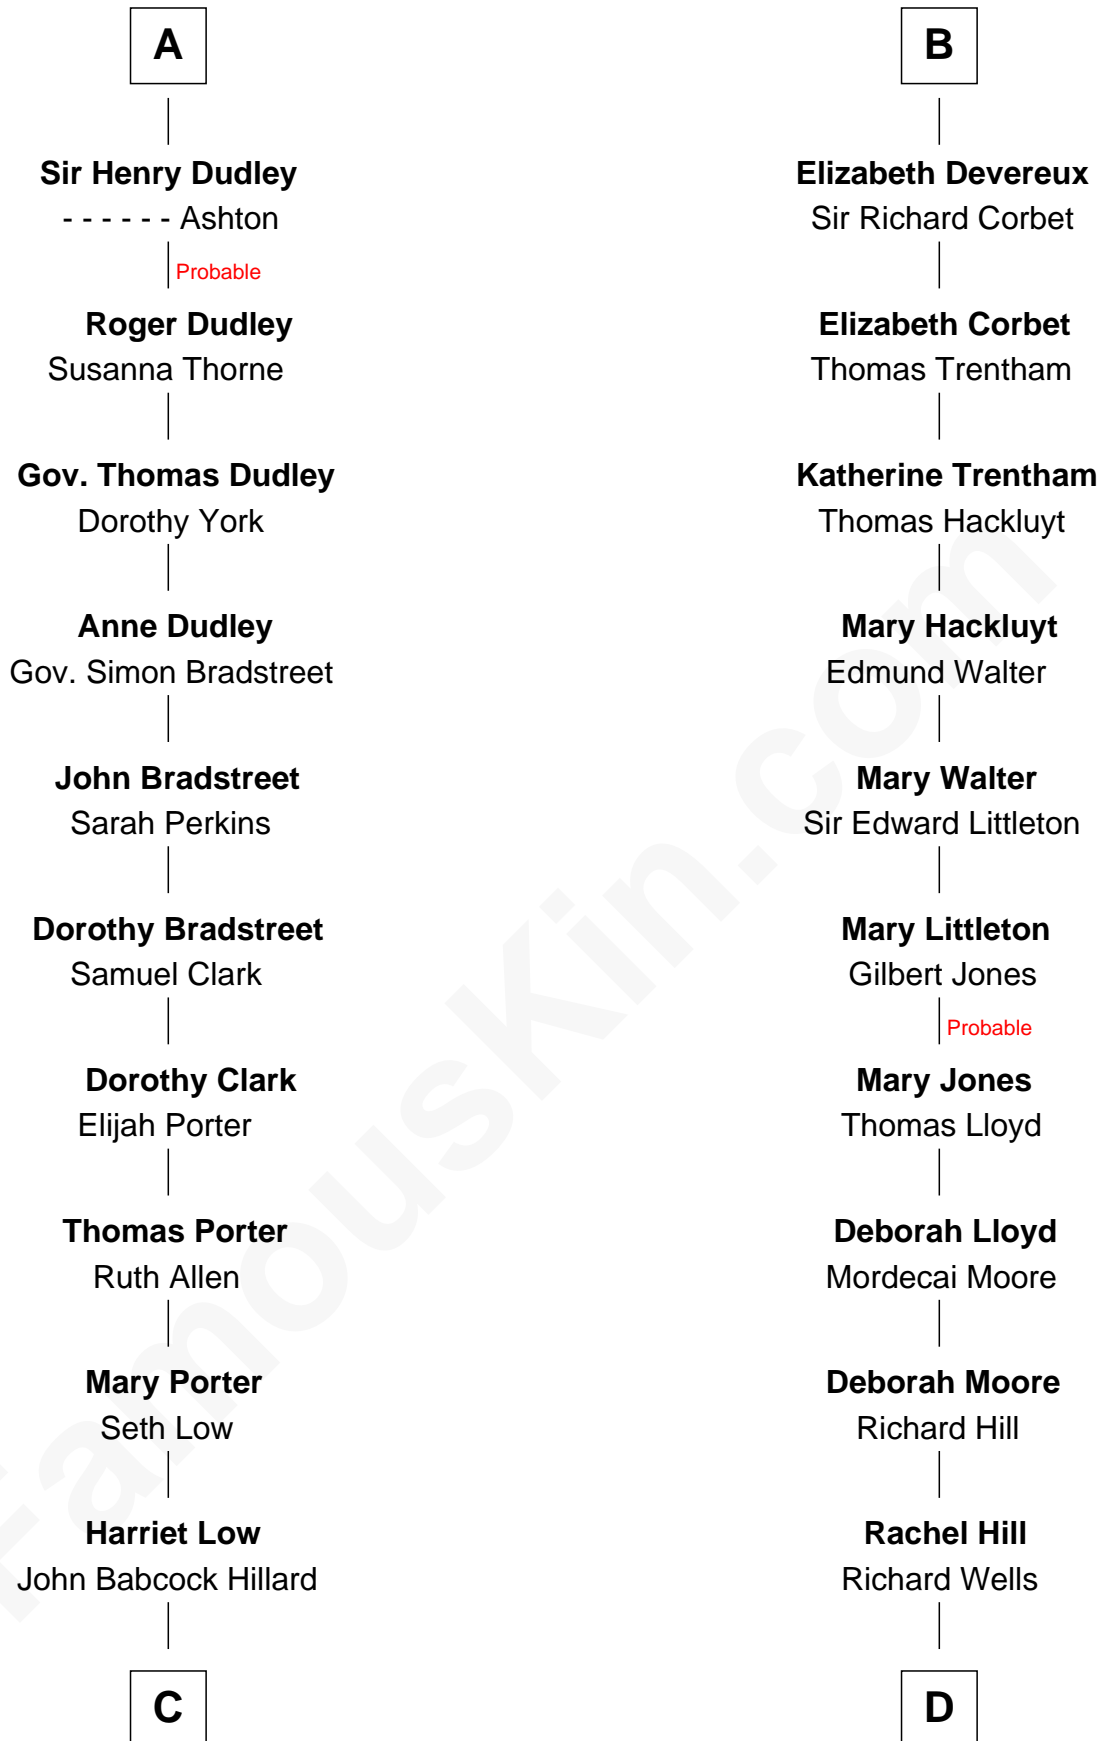 A
Sir Henry Dudley
- - - - - - Ashton
Probable
Roger Dudley
Susanna Thorne
Gov. Thomas Dudley
Dorothy York
Anne Dudley
Gov. Simon Bradstreet
John Bradstreet
Sarah Perkins
Dorothy Bradstreet
Samuel Clark
Dorothy Clark
Elijah Porter
Thomas Porter
Ruth Allen
Mary Porter
Seth Low
Harriet Low
John Babcock Hillard
C
B
Elizabeth Devereux
Sir Richard Corbet
Elizabeth Corbet
Thomas Trentham
Katherine Trentham
Thomas Hackluyt
Mary Hackluyt
Edmund Walter
Mary Walter
Sir Edward Littleton
Mary Littleton
Gilbert Jones
Probable
Mary Jones
Thomas Lloyd
Deborah Lloyd
Mordecai Moore
Deborah Moore
Richard Hill
Rachel Hill
Richard Wells
D
FamousKin.com